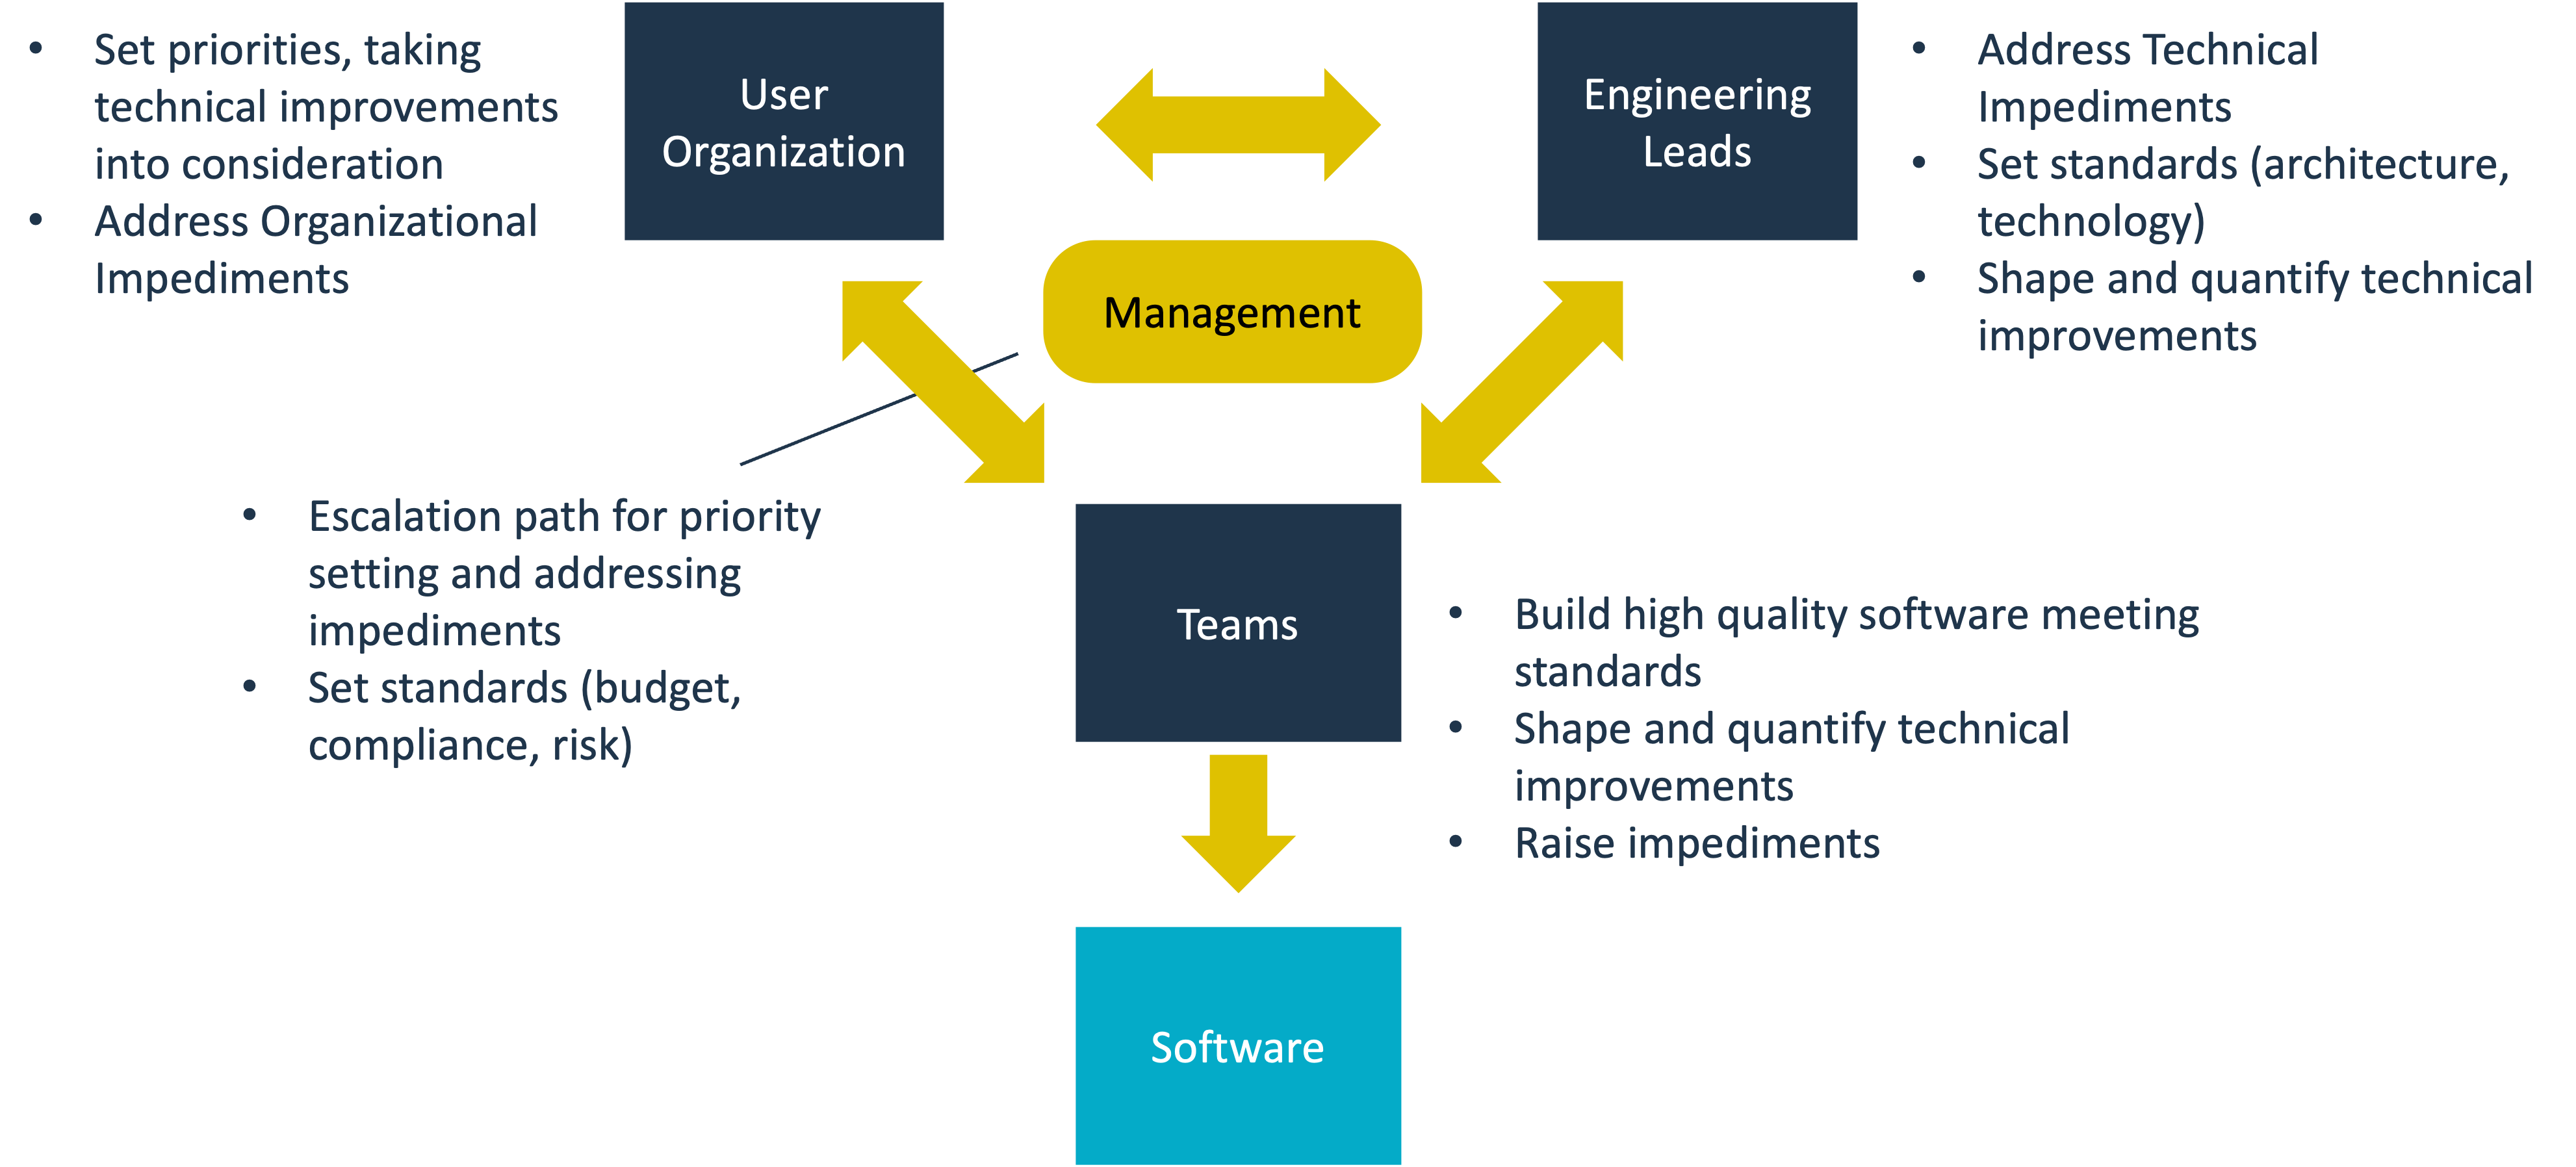 • Set priorities, taking
technical improvements
into consideration
• Address Organizational
Impediments
User
Organization
Engineering
Leads
• Address Technical
Impediments
• Set standards (architecture,
technology)
• Shape and quantify technical
improvements
Management
• Escalation path for priority
setting and addressing
impediments
• Set standards (budget,
compliance, risk)
Teams
• Build high quality software meeting
standards
• Shape and quantify technical
improvements
• Raise impediments
Software